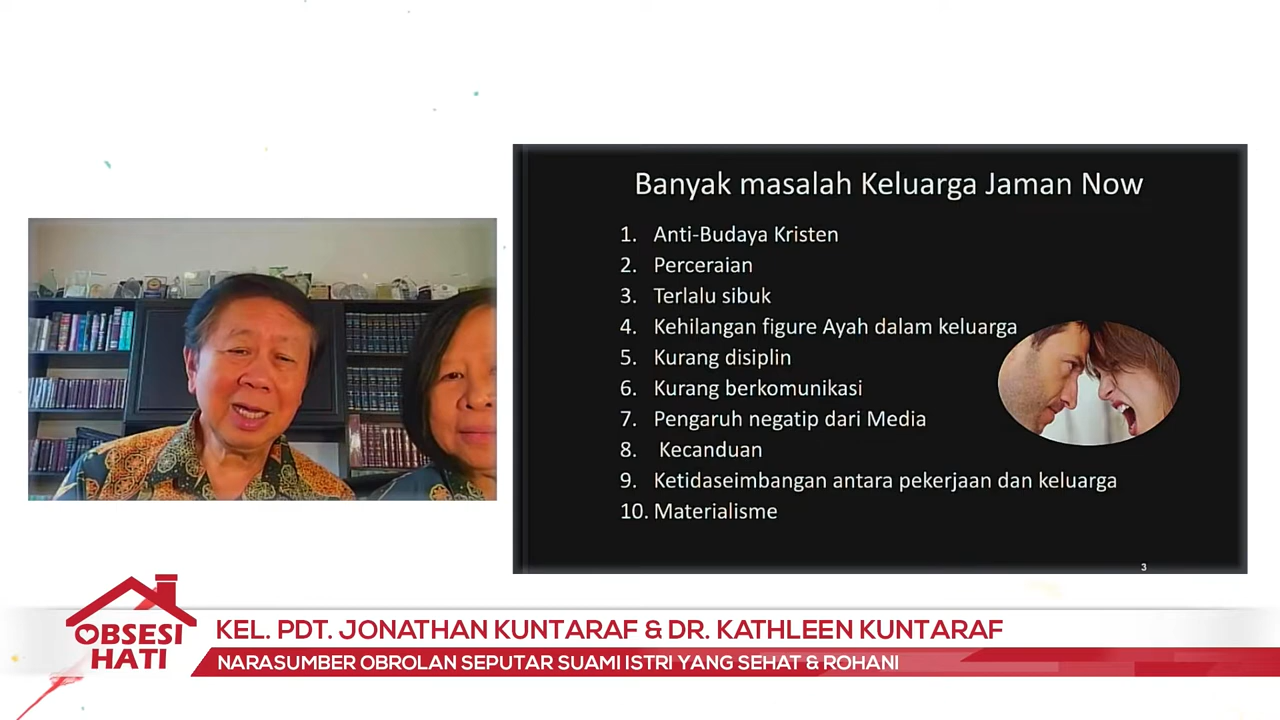 Banyak masalah Keluarga Jaman Now
1. Anti-Budaya Kristen
2. Perceraian
3. Terlalu sibuk
4. Kehilangan figure Ayah dalam keluarga
5. Kurang disiplin
6. Kurang berkomunikasi
7. Pengaruh negatip dari Media
8. Kecanduan
9. Ketidaseimbangan antara pekerjaan dan keluarga
10. Materialisme
3
OBSESI
HATI
KEL. PDT. JONATHAN KUNTARAF & DR. KATHLEEN KUNTARAF
NARASUMBER OBROLAN SEPUTAR SUAMI ISTRI YANG SEHAT & ROHANI